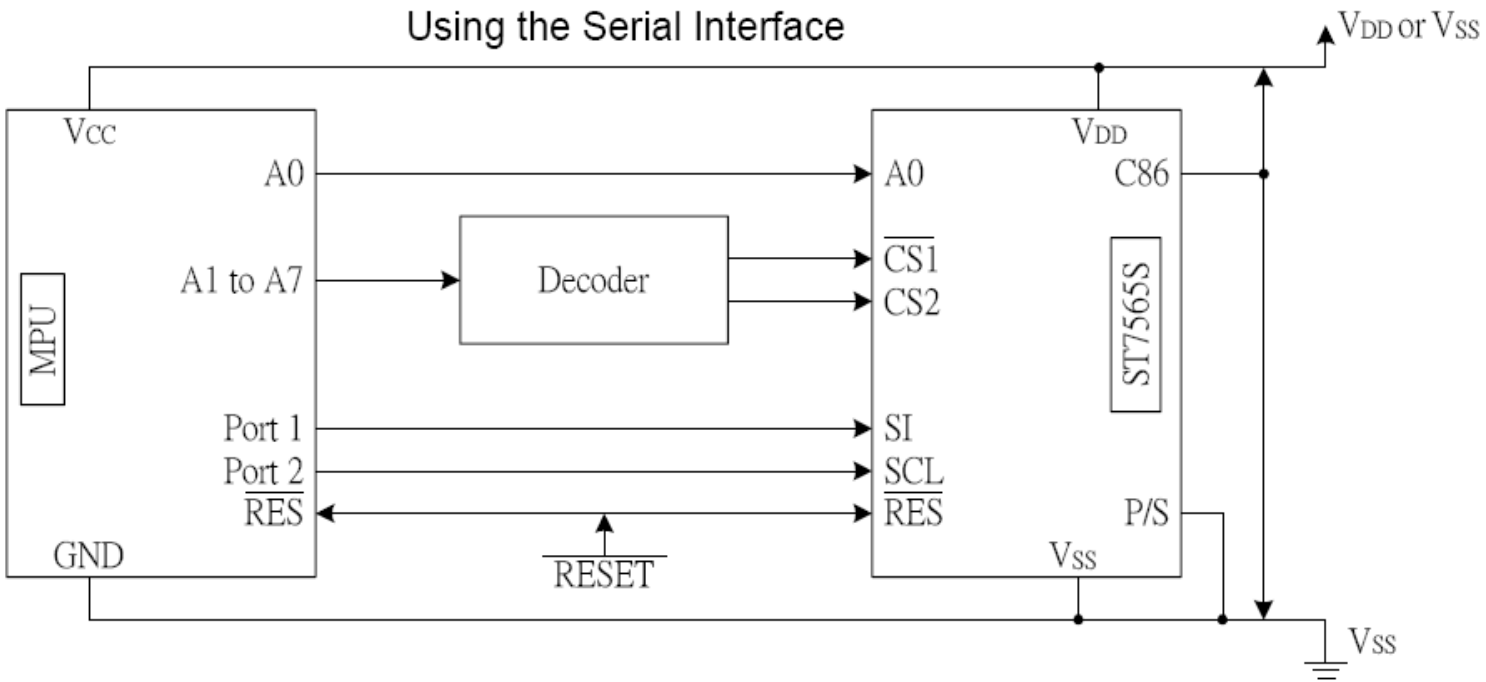 Using the Serial Interface
VDD or VSS
VCC
VDD
A0
A0
C86
CS1
A1 to A7
Decoder
CS2
MPU
ST7565S
Port 1
SI
Port 2
SCL
RES
RES
P/S
GND
VSS
RESET
VSS